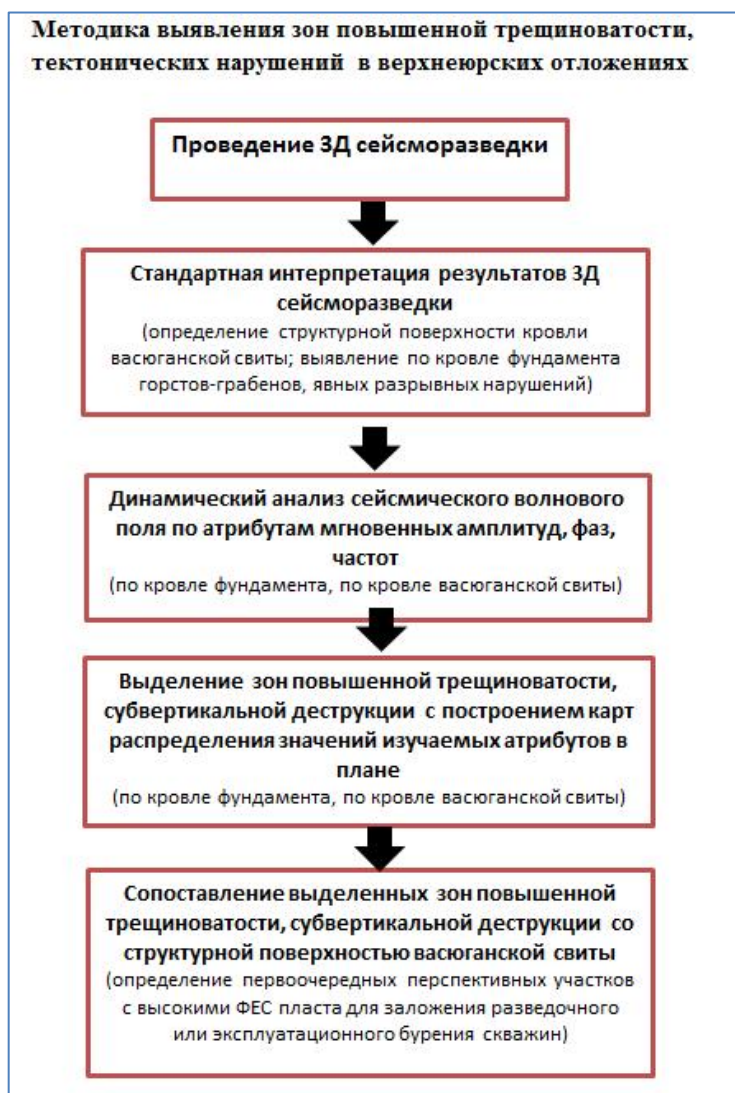 Методика выявления зон повышенной трещиноватости,
тектонических нарушений в верхнеюрских отложениях
Проведение 3Д сейсморазведки
Стандартная интерпретация результатов 3Д
сейсморазведки
(определение структурной поверхности кровли
васюганской свиты; выявление по кровле фундамента
горстов-грабенов, явных разрывных нарушений)
Динамический анализ сейсмического волнового
поля по атрибутам мгновенных амплитуд, фаз,
частот
(по кровле фундамента, по кровле васюганской свиты)
Выделение зон повышенной трещиноватости,
субвертикальной деструкции с построением карт
распределения значений изучаемых атрибутов в
плане
(по кровле фундамента, по кровле васюганской свиты)
Сопоставление выделенных зон повышенной
трещиноватости, субвертикальной деструкции со
структурной поверхностью васюганской свиты
(определение первоочередных перспективных участков
с высокими ФЕС пласта для заложения разведочного
или эксплуатационного бурения скважин)